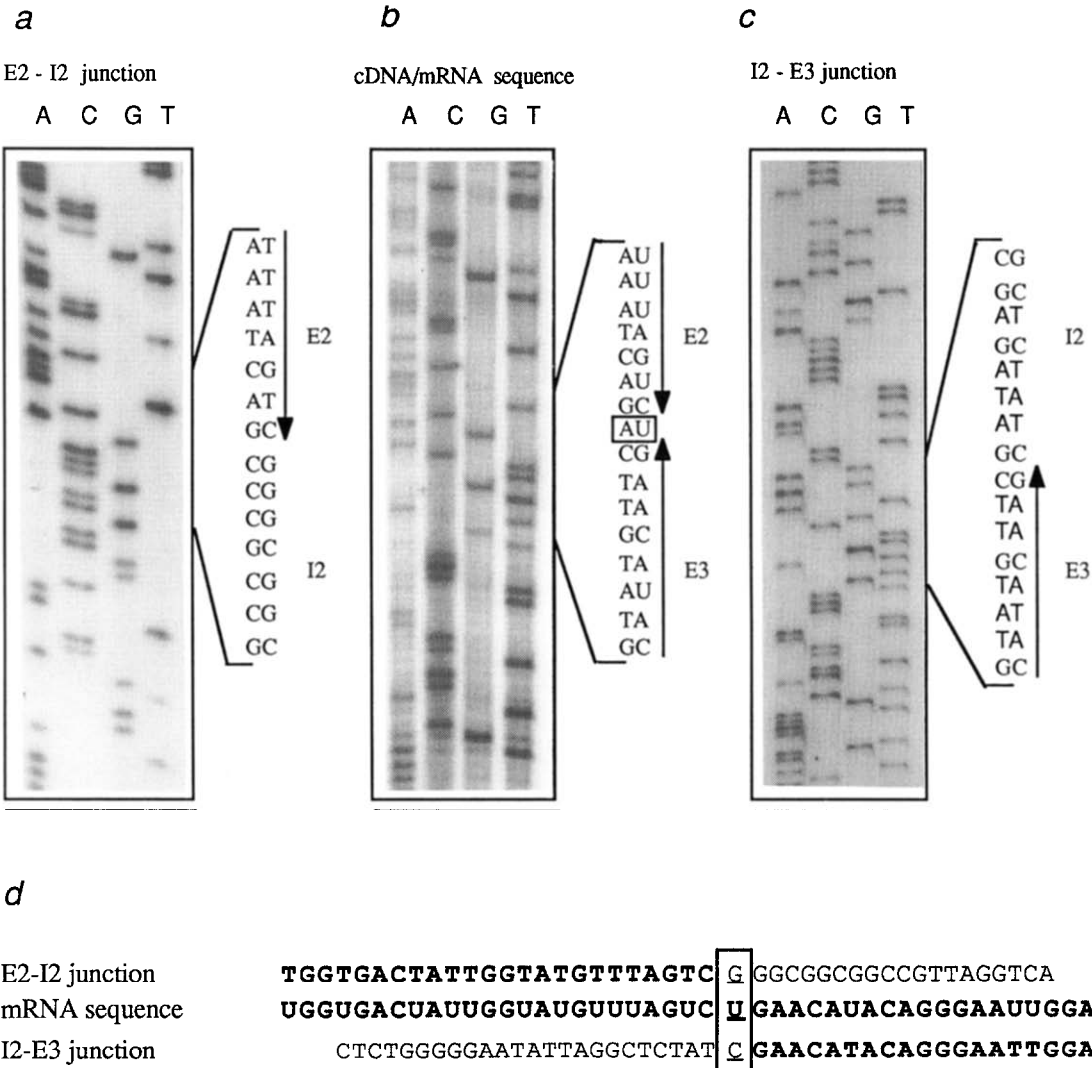 a
b
c
E2 - I2 junction
cDNA/mRNA sequence
I2 - E3 junction
A C G T
A C G T
A C G T
AT
AT
AT
TA
CG
AT
GC
CG
CG
CG
GC
CG
CG
GC
E2
I2
AU
AU
AU
TA
CG
AU
GC
AU
CG
TA
TA
GC
TA
AU
TA
GC
E2
E3
CG
GC
AT
GC
AT
TA
AT
GC
CG
TA
TA
GC
TA
AT
TA
GC
I2
E3
d
E2-I2 junction TGGTGACTATTGGTATGTTTAGTC G GGCGGCGGCCGTTAGGTCA
mRNA sequence UGGUGACUAUUGGUAUGUUUAGUC U GAACAUACAGGGAAUUGGA
I2-E3 junction CTCTGGGGGAATATTAGGCTCTAT C GAACATACAGGGAATTGGA